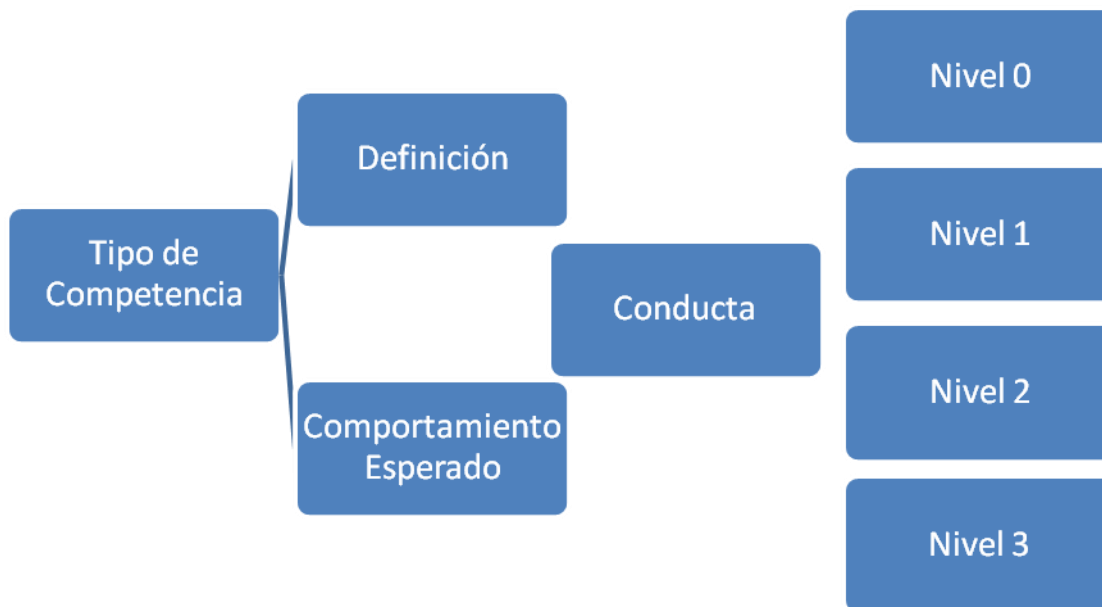 Tipo de
Competencia
Definición
Comportamiento
Esperado
Conducta
Nivel 0
Nivel 1
Nivel 2
Nivel 3